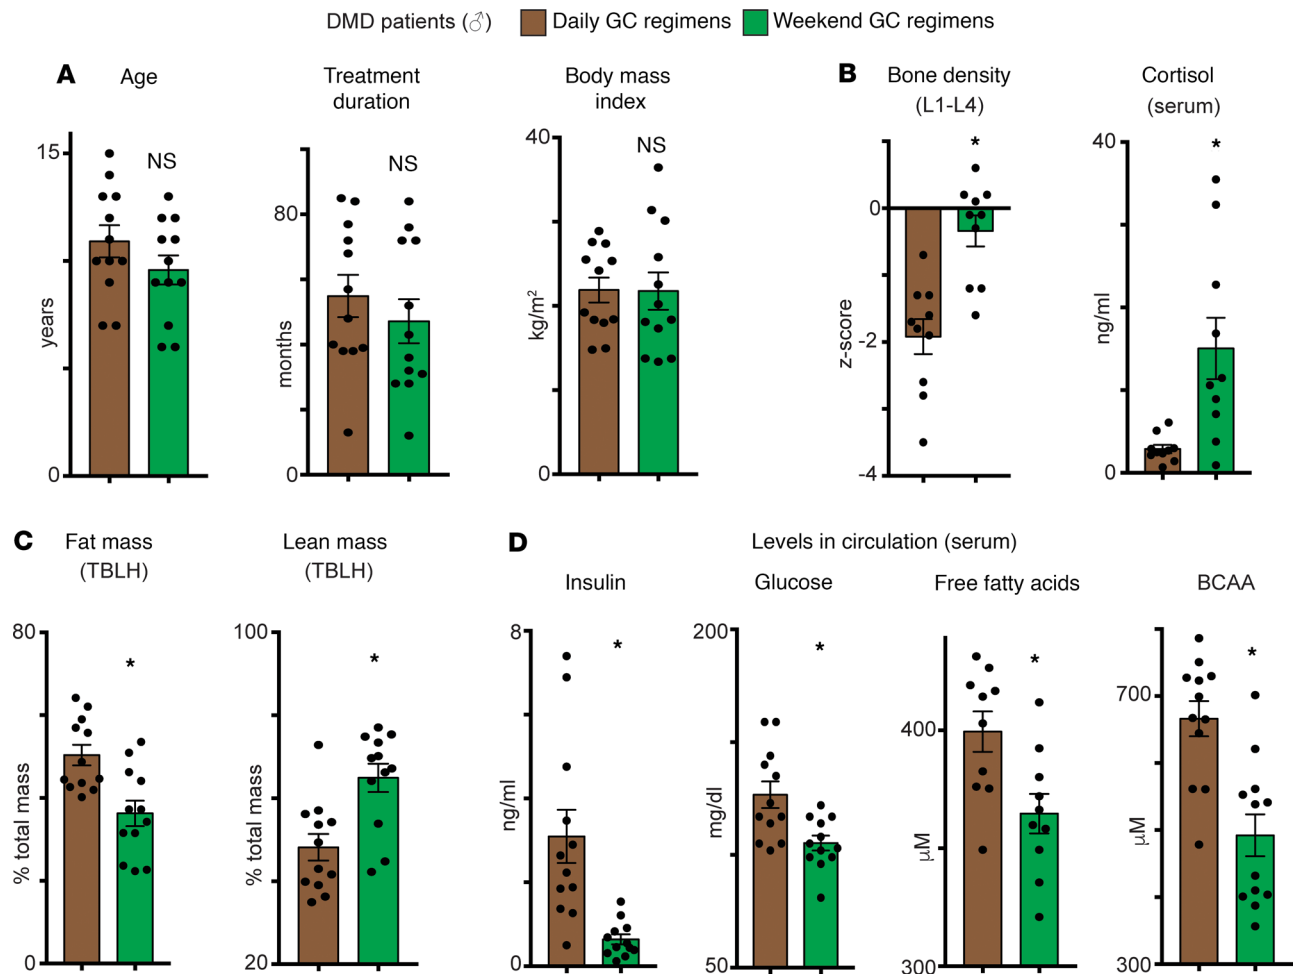 DMD patients (♂) Daily GC regimens Weekend GC regimens
A Age
Treatment
duration
Body mass
index
15
0
years
NS
80
0
months
NS
40
0
kg/m²
NS
B Bone density
(L1-L4)
Cortisol
(serum)
0
-2
-4
z-score
*
40
0
ng/ml
*
C Fat mass
(TBLH)
Lean mass
(TBLH)
80
0
% total mass
*
100
20
% total mass
*
D Levels in circulation (serum)
Insulin
Glucose
Free fatty acids
BCAA
8
0
ng/ml
*
200
50
mg/dl
*
400
300
μM
*
700
300
μM
*